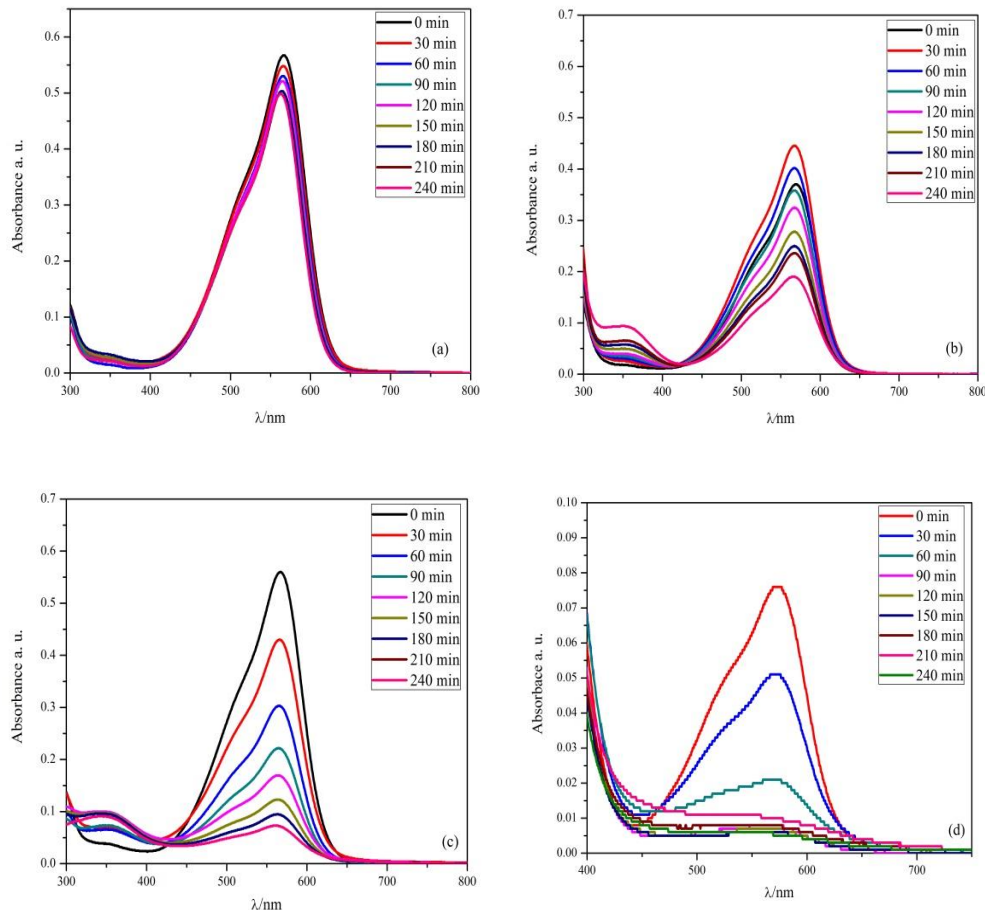 0 min
30 min
60 min
90 min
120 min
150 min
180 min
210 min
240 min
0.6
0.5
0.4
0.3
0.2
0.1
0.0
Absorbance a. u.
(a)
300 400 500 600 700 800
λ/nm
0 min
30 min
60 min
90 min
120 min
150 min
180 min
210 min
240 min
0.7
0.6
0.5
0.4
0.3
0.2
0.1
0.0
Absorbance a. u.
(b)
300 400 500 600 700 800
λ/nm
0 min
30 min
60 min
90 min
120 min
150 min
180 min
210 min
240 min
0.7
0.6
0.5
0.4
0.3
0.2
0.1
0.0
Absorbance a. u.
(c)
300 400 500 600 700 800
λ/nm
0 min
30 min
60 min
90 min
120 min
150 min
180 min
210 min
240 min
0.10
0.09
0.08
0.07
0.06
0.05
0.04
0.03
0.02
0.01
0.00
Absorbace a. u.
(d)
400 500 600 700
λ/nm